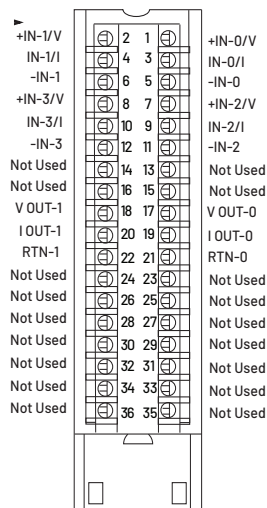 +IN-1/V 2 1 +IN-0/V
IN-1/I 4 3 IN-0/I
-IN-1 6 5 -IN-0
+IN-3/V 8 7 +IN-2/V
IN-3/I 10 9 IN-2/I
-IN-3 12 11 -IN-2
Not Used 14 13 Not Used
Not Used 16 15 Not Used
V OUT-1 18 17 V OUT-0
I OUT-1 20 19 I OUT-0
RTN-1 22 21 RTN-0
Not Used 24 23 Not Used
Not Used 26 25 Not Used
Not Used 28 27 Not Used
Not Used 30 29 Not Used
Not Used 32 31 Not Used
Not Used 34 33 Not Used
Not Used 36 35 Not Used